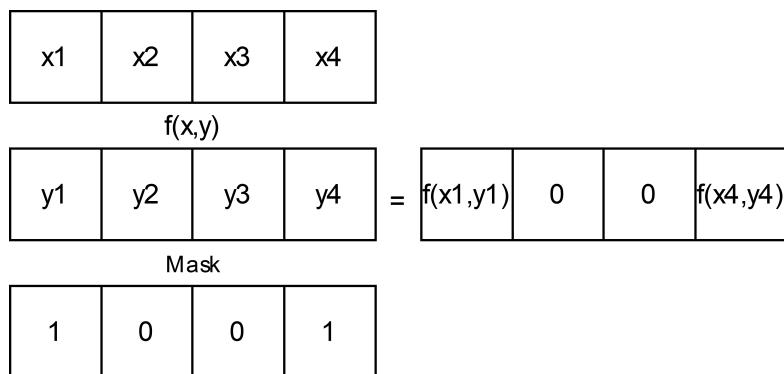 x1 x2 x3 x4
f(x,y)
y1 y2 y3 y4 = f(x1,y1) 0 0 f(x4,y4)
Mask
1 0 0 1